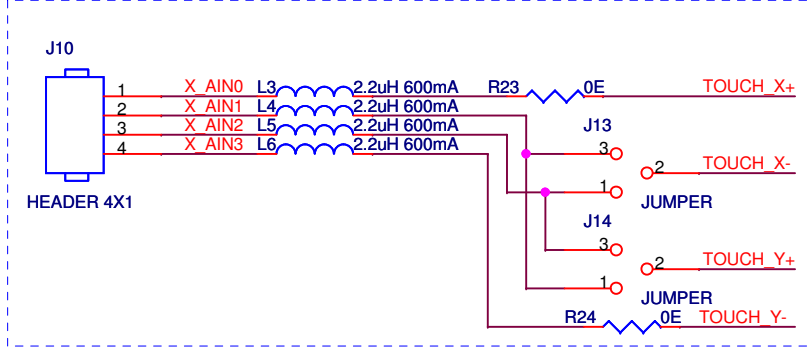 J10
1 X_AIN0 L3 2.2uH 600mA R23 0E TOUCH_X+
2 X_AIN1 L4 2.2uH 600mA
3 X_AIN2 L5 2.2uH 600mA J13
4 X_AIN3 L6 2.2uH 600mA 3
2 TOUCH_X-
1
HEADER 4X1 JUMPER
J14
3
2 TOUCH_Y+
1
JUMPER
R24 0E TOUCH_Y-